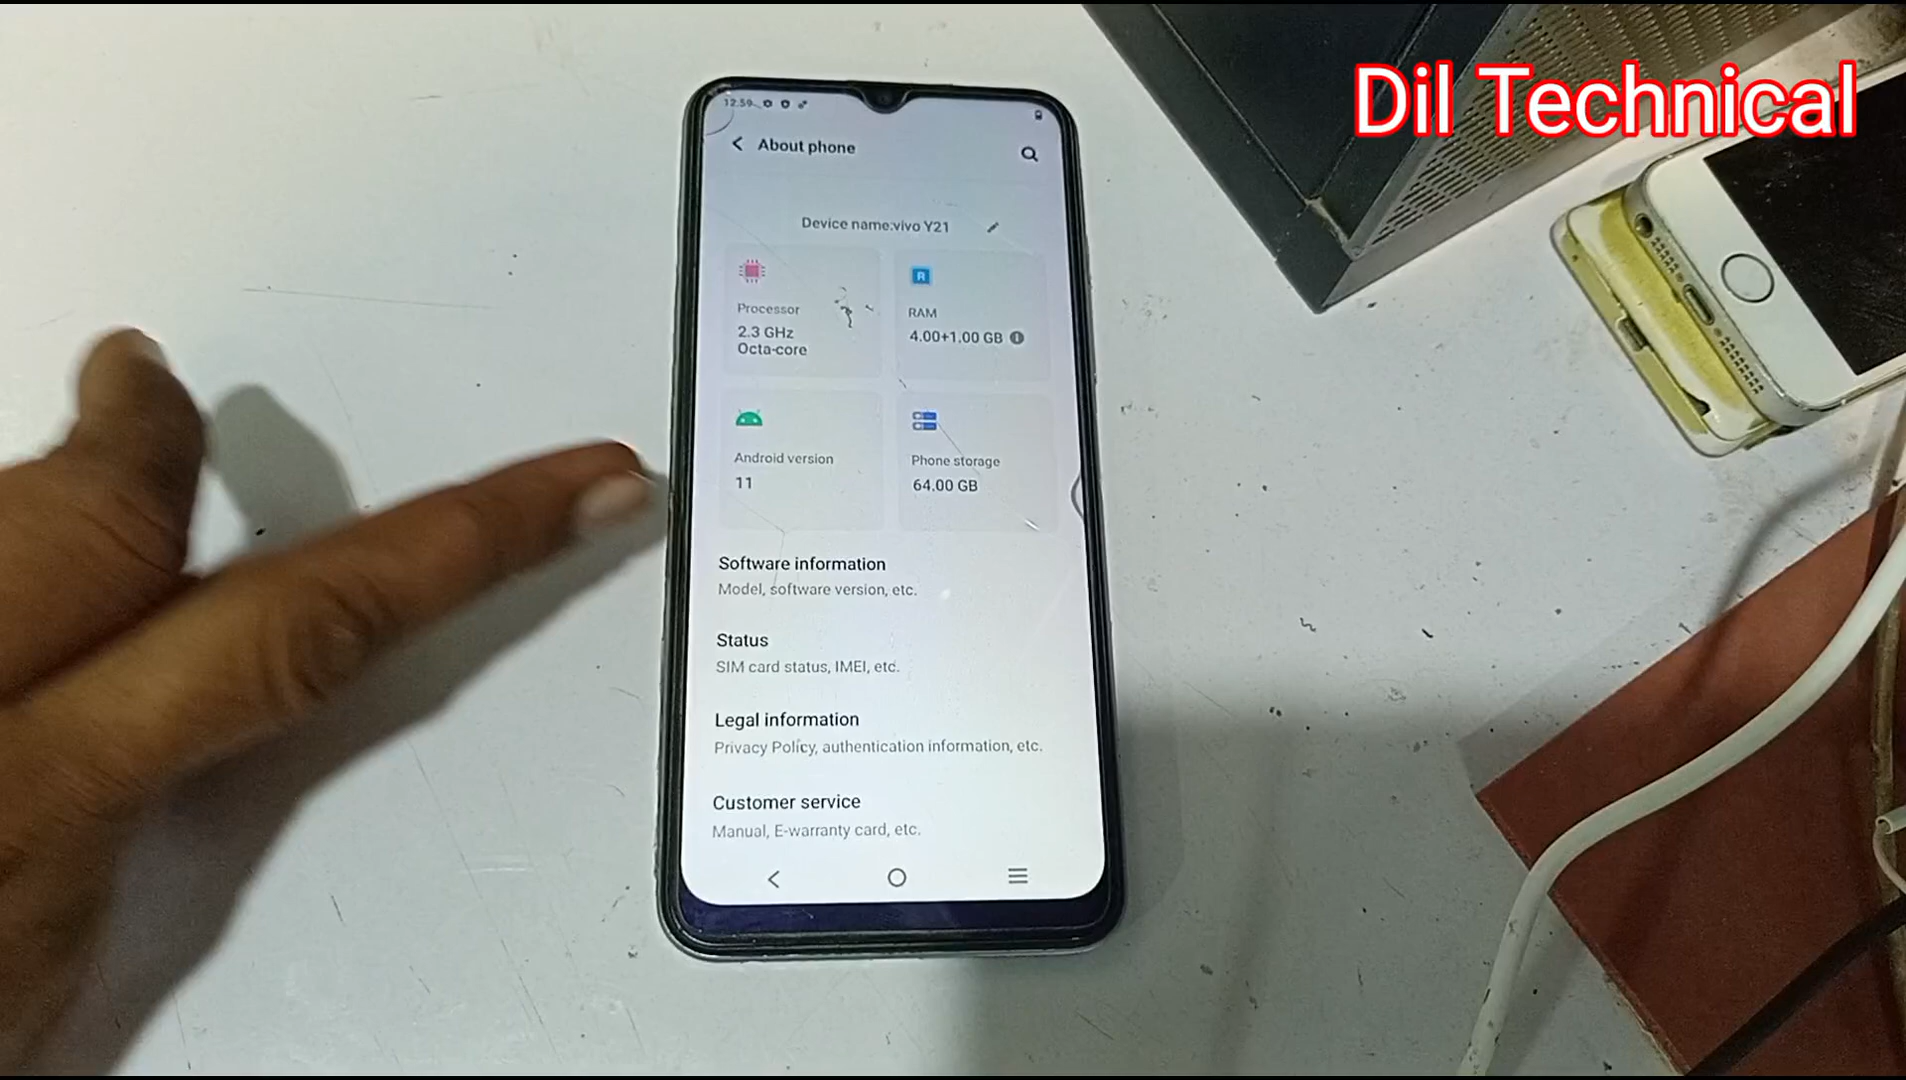 Dil Technical
12:59
About phone
Device name:vivo Y21
Processor
2.3 GHz
Octa-core
R
RAM
4.00+1.00 GB
Android version
11
Phone storage
64.00 GB
Software information
Model, software version, etc.
Status
SIM card status, IMEI, etc.
Legal information
Privacy Policy, authentication information, etc.
Customer service
Manual, E-warranty card, etc.